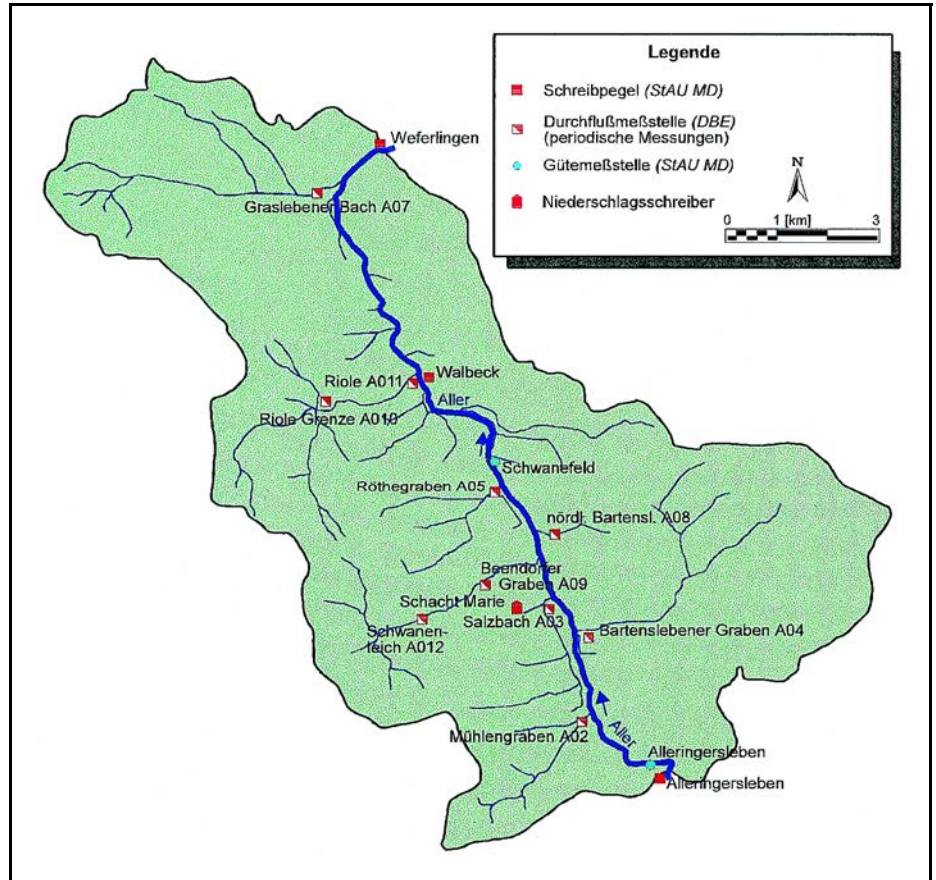 Legende
Schreibpegel (StAU MD)
Durchflußmeßstelle (DBE)
(periodische Messungen)
Gütemeßstelle (StAU MD)
Niederschlagsschreiber
N
0 1 [km] 3
Weferlingen
Graslebener Bach A07
Riole A011
Walbeck
Riole Grenze A010
Aller
Schwanefeld
Röthegraben A05
nördl. Bartensl. A08
Beendorfer
Graben A09
Schacht Marie
Salzbach A03
Schwanen-
teich A012
Bartenslebener Graben A04
Mühlengraben A02
Aller
Alleringersleben
Alleringersleben